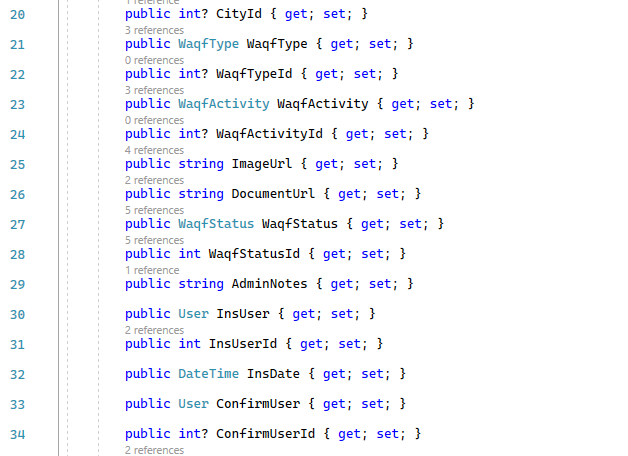 1 reference
20 public int? CityId { get; set; }
3 references
21 public WaqfType WaqfType { get; set; }
0 references
22 public int? WaqfTypeId { get; set; }
3 references
23 public WaqfActivity WaqfActivity { get; set; }
0 references
24 public int? WaqfActivityId { get; set; }
4 references
25 public string ImageUrl { get; set; }
2 references
26 public string DocumentUrl { get; set; }
5 references
27 public WaqfStatus WaqfStatus { get; set; }
5 references
28 public int WaqfStatusId { get; set; }
1 reference
29 public string AdminNotes { get; set; }
30 public User InsUser { get; set; }
2 references
31 public int InsUserId { get; set; }
32 public DateTime InsDate { get; set; }
33 public User ConfirmUser { get; set; }
34 public int? ConfirmUserId { get; set; }
2 references